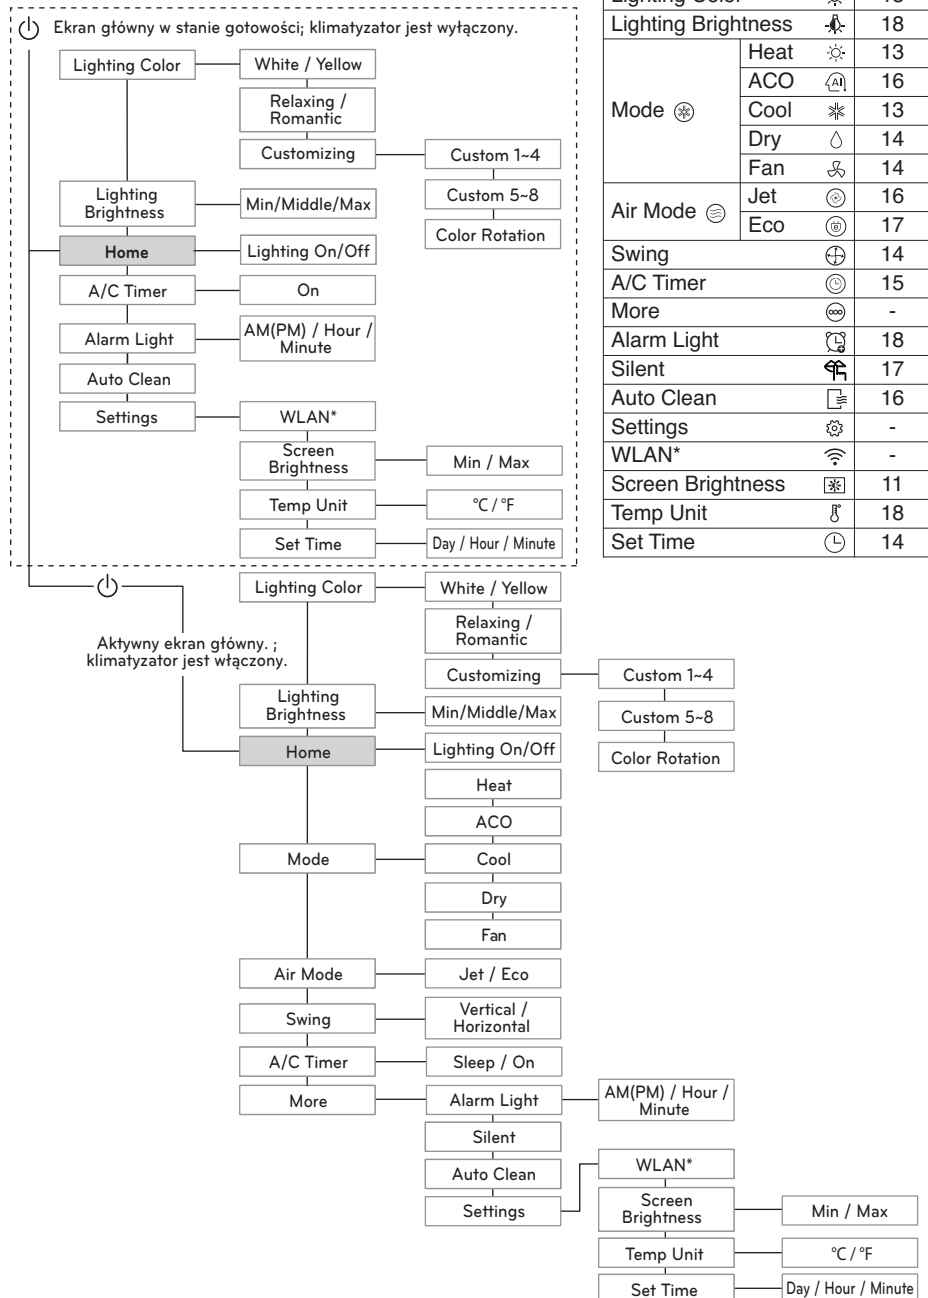 Ekran główny w stanie gotowości; klimatyzator jest wyłączony.
Lighting Color
White / Yellow
Relaxing /
Romantic
Customizing
Custom 1~4
Custom 5~8
Color Rotation
Lighting
Brightness
Min/Middle/Max
Home
Lighting On/Off
A/C Timer
On
Alarm Light
AM(PM) / Hour /
Minute
Auto Clean
Settings
WLAN*
Screen
Brightness
Min / Max
Temp Unit
°C / °F
Set Time
Day / Hour / Minute
Lighting Color
Lighting Brightness 18
Mode
Heat 13
ACO AI 16
Cool 13
Dry 14
Fan 14
Air Mode
Jet 16
Eco 17
Swing 14
A/C Timer 15
More -
Alarm Light 18
Silent 17
Auto Clean 16
Settings -
WLAN* -
Screen Brightness 11
Temp Unit 18
Set Time 14
Aktywny ekran główny. ;
klimatyzator jest włączony.
Lighting Color
White / Yellow
Relaxing /
Romantic
Customizing
Custom 1~4
Custom 5~8
Color Rotation
Lighting
Brightness
Min/Middle/Max
Home
Lighting On/Off
Mode
Heat
ACO
Cool
Dry
Fan
Air Mode
Jet / Eco
Swing
Vertical /
Horizontal
A/C Timer
Sleep / On
More
Alarm Light
AM(PM) / Hour /
Minute
Silent
Auto Clean
Settings
WLAN*
Screen
Brightness
Min / Max
Temp Unit
°C / °F
Set Time
Day / Hour / Minute